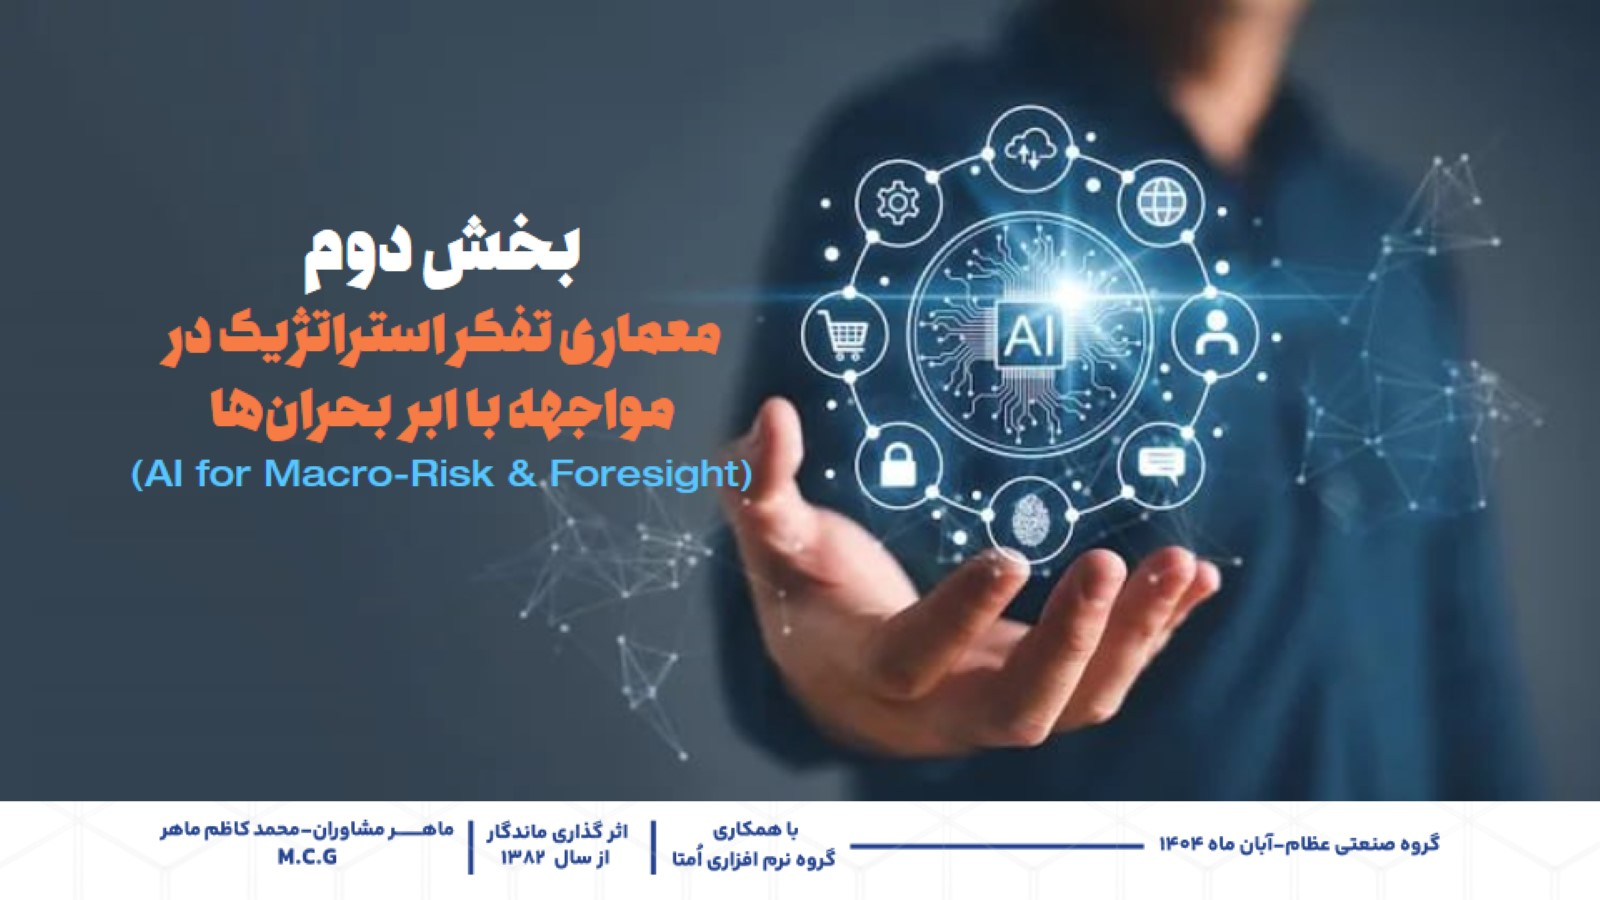 بخش دوم
معماری تفکر استراتژیک در
مواجهه با ابر بحران‌ها
(AI for Macro-Risk & Foresight)
AI
گروه صنعتی عظام-آبان ماه ۱۴۰۴
با همکاری
گروه نرم افزاری اُمتا
اثر گذاری ماندگار
از سال ۱۳۸۲
ماهـــر مشاوران-محمد کاظم ماهر
M.C.G